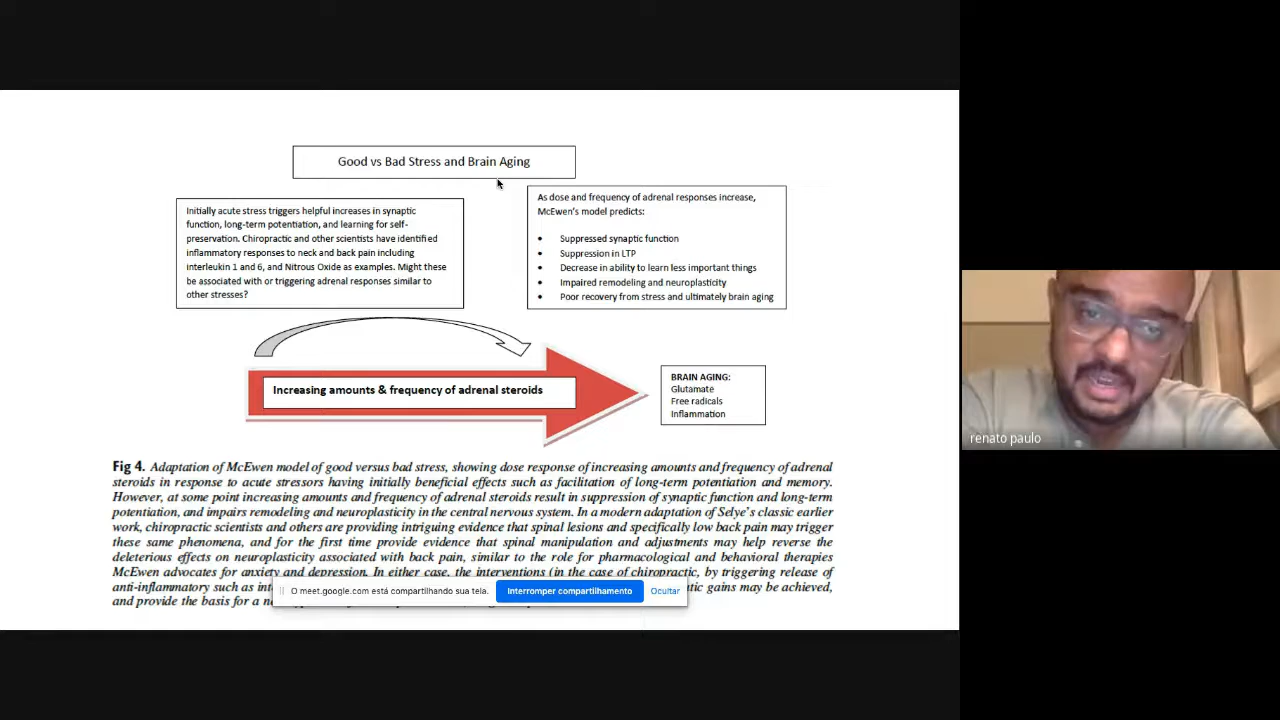 Good vs Bad Stress and Brain Aging
Initially acute stress triggers helpful increases in synaptic
function, long-term potentiation, and learning for self-
preservation. Chiropractic and other scientists have identified
inflammatory responses to neck and back pain including
interleukin 1 and 6, and Nitrous Oxide as examples. Might these
be associated with or triggering adrenal responses similar to
other stresses?
As dose and frequency of adrenal responses increase,
McEwen's model predicts:
• Suppressed synaptic function
• Suppression in LTP
• Decrease in ability to learn less important things
• Impaired remodeling and neuroplasticity
• Poor recovery from stress and ultimately brain aging
Increasing amounts & frequency of adrenal steroids
BRAIN AGING:
Glutamate
Free radicals
Inflammation
Fig 4. Adaptation of McEwen model of good versus bad stress, showing dose response of increasing amounts and frequency of adrenal
steroids in response to acute stressors having initially beneficial effects such as facilitation of long-term potentiation and memory.
However, at some point increasing amounts and frequency of adrenal steroids result in suppression of synaptic function and long-term
potentiation, and impairs remodeling and neuroplasticity in the central nervous system. In a modern adaptation of Selye's classic earlier
work, chiropractic scientists and others are providing intriguing evidence that spinal lesions and specifically low back pain may trigger
these same phenomena, and for the first time provide evidence that spinal manipulation and adjustments may help reverse the
deleterious effects on neuroplasticity associated with back pain, similar to the role for pharmacological and behavioral therapies
McEwen advocates for anxiety and depression. In either case, the interventions (in the case of chiropractic, by triggering release of
anti-inflammatory such as gains may be achieved,
and provide the basis for a
O meet.google.com está compartilhando sua tela. Interromper compartilhamento Ocultar
renato paulo